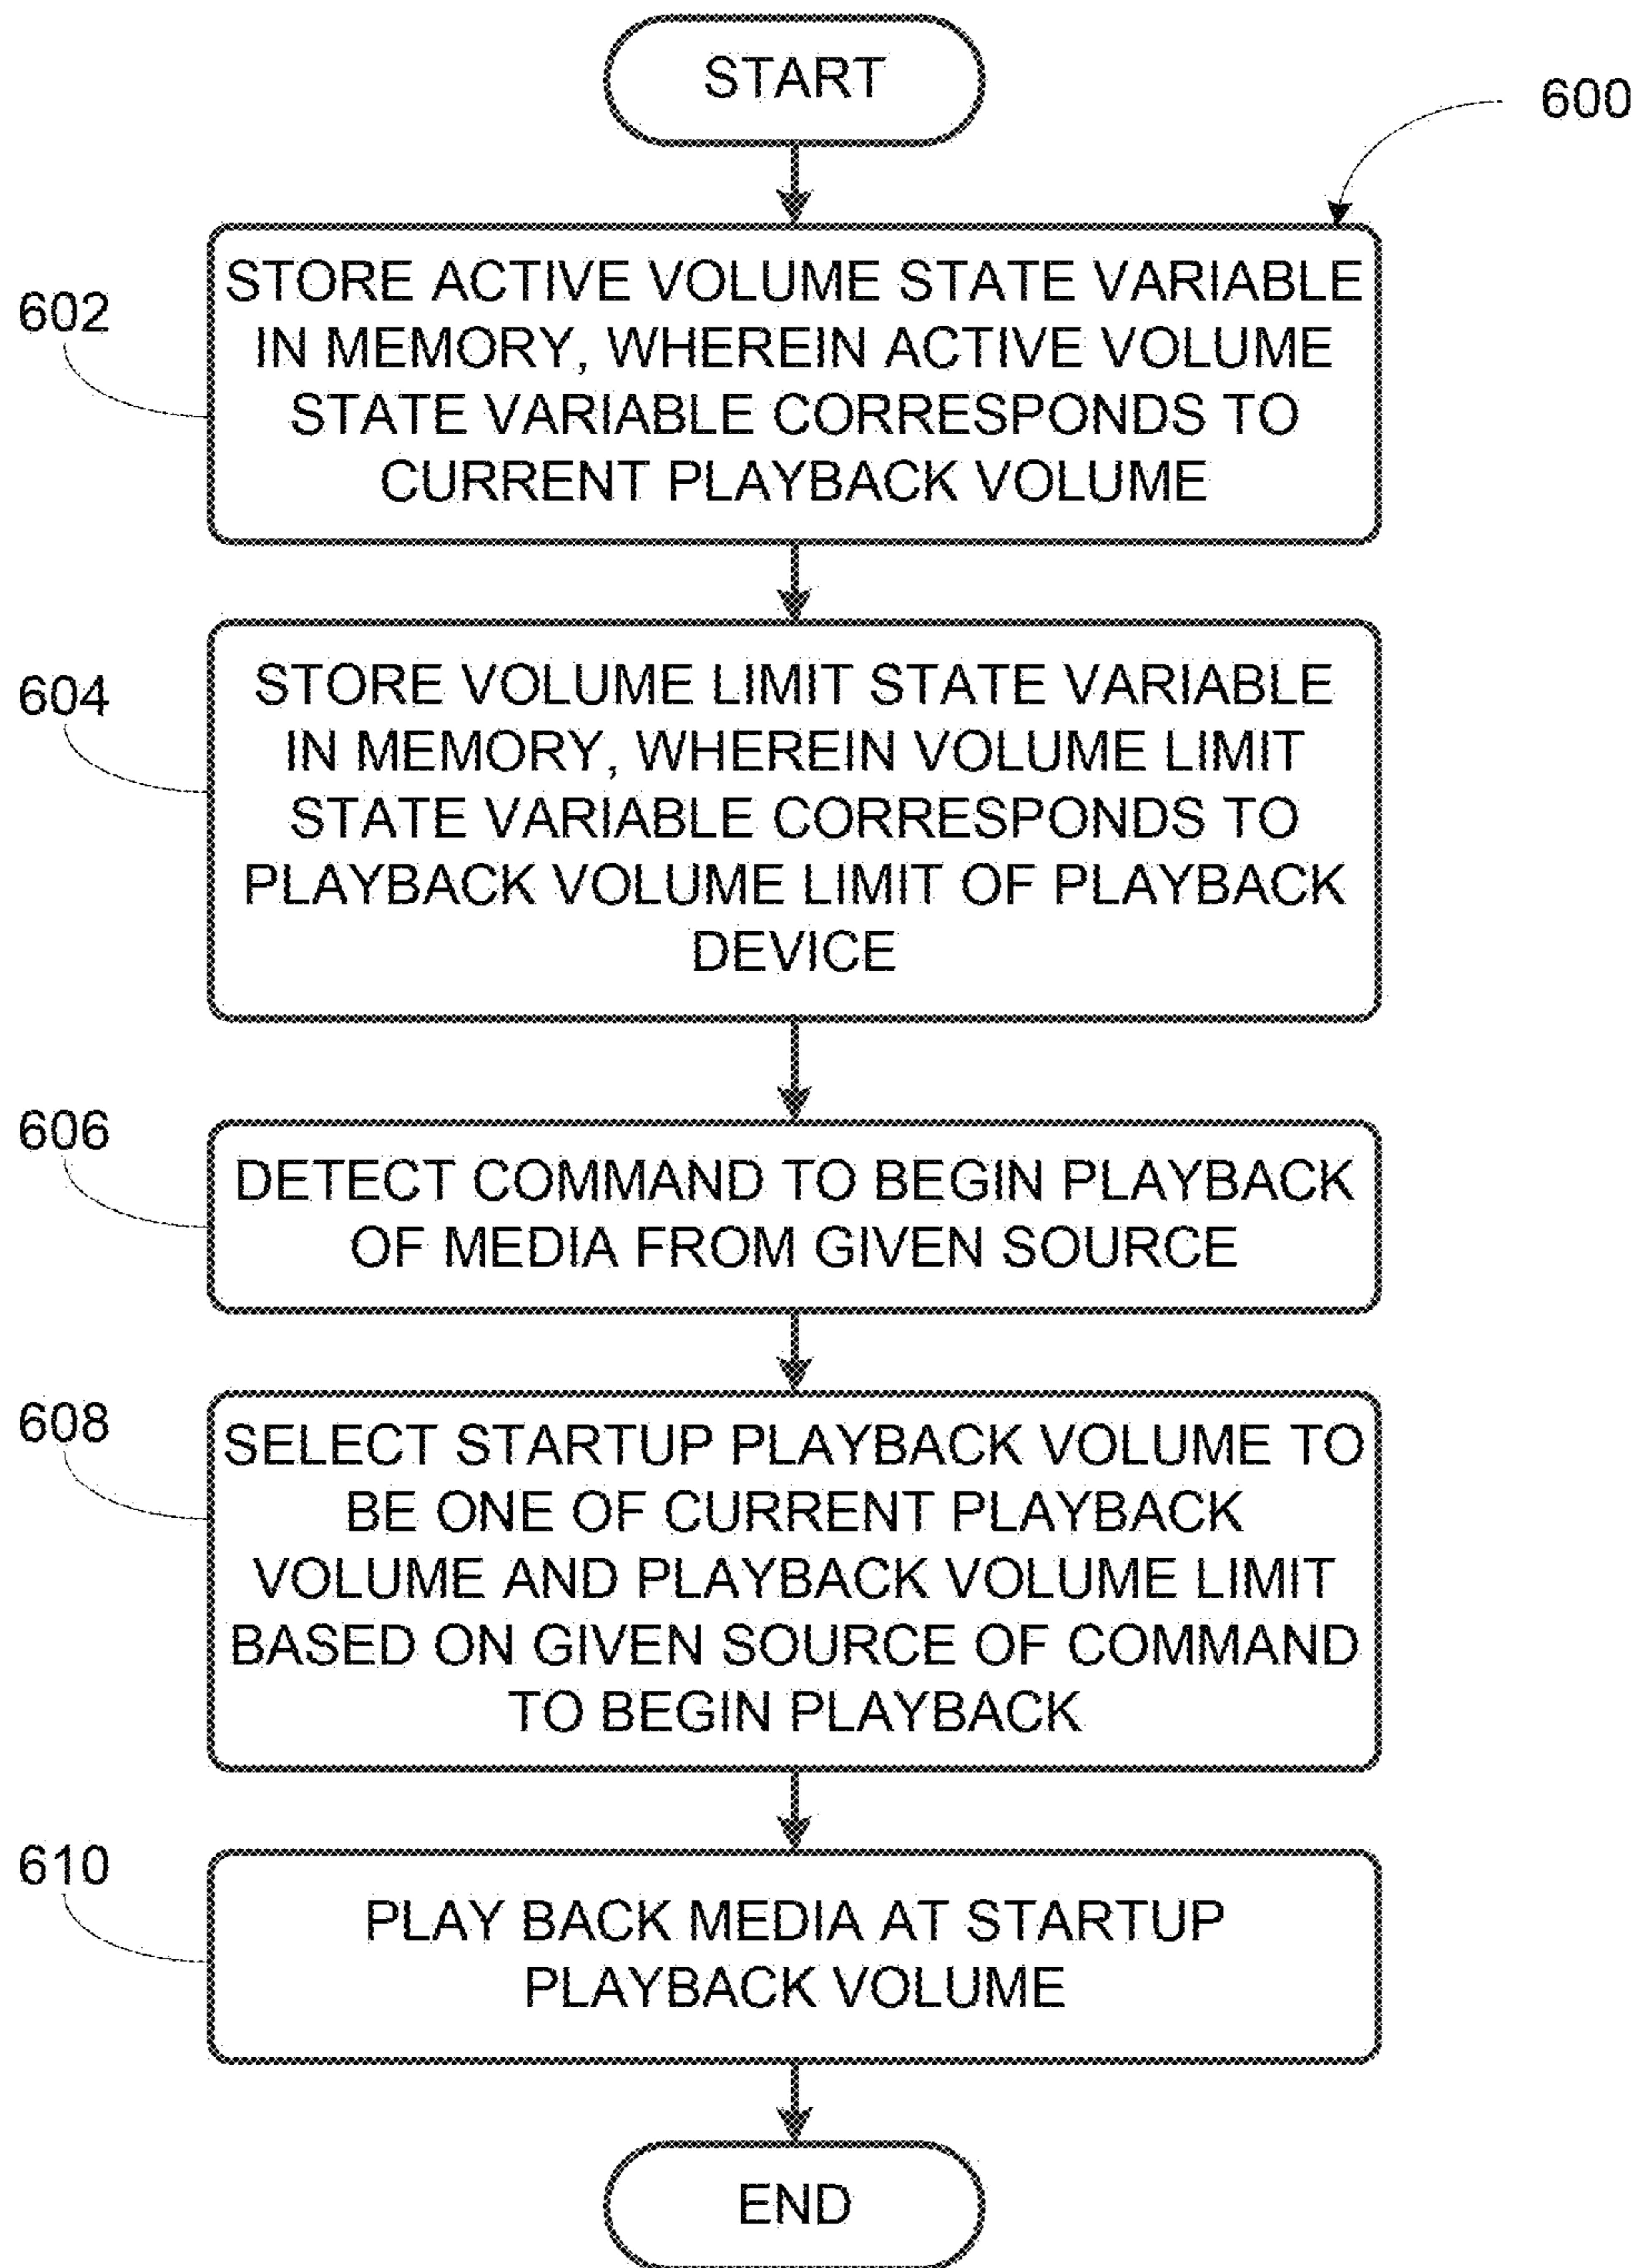 START
600
602
STORE ACTIVE VOLUME STATE VARIABLE
IN MEMORY, WHEREIN ACTIVE VOLUME
STATE VARIABLE CORRESPONDS TO
CURRENT PLAYBACK VOLUME
604
STORE VOLUME LIMIT STATE VARIABLE
IN MEMORY, WHEREIN VOLUME LIMIT
STATE VARIABLE CORRESPONDS TO
PLAYBACK VOLUME LIMIT OF PLAYBACK
DEVICE
606
DETECT COMMAND TO BEGIN PLAYBACK
OF MEDIA FROM GIVEN SOURCE
608
SELECT STARTUP PLAYBACK VOLUME TO
BE ONE OF CURRENT PLAYBACK
VOLUME AND PLAYBACK VOLUME LIMIT
BASED ON GIVEN SOURCE OF COMMAND
TO BEGIN PLAYBACK
610
PLAY BACK MEDIA AT STARTUP
PLAYBACK VOLUME
END